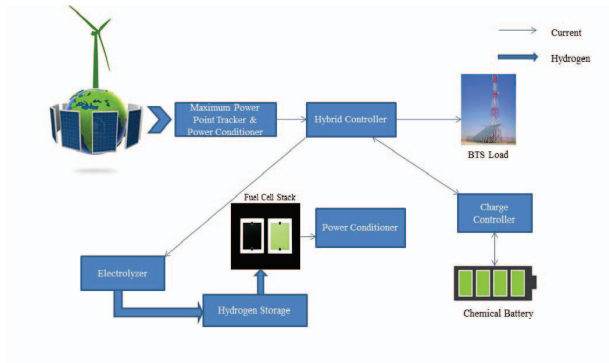 Current
Hydrogen
Maximum Power
Point Tracker &
Power Conditioner
Hybrid Controller
BTS Load
Fuel Cell Stack
Power Conditioner
Charge
Controller
Electrolyzer
Hydrogen Storage
Chemical Battery